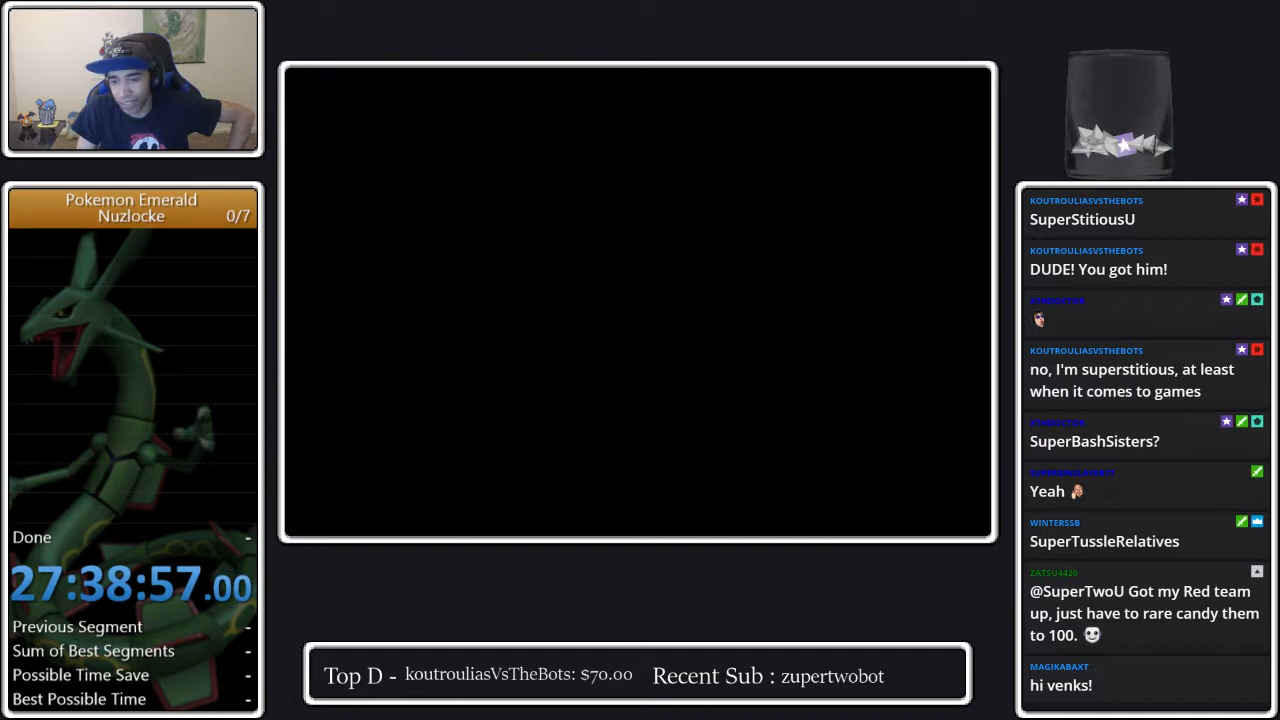 Pokemon Emerald
Nuzlocke 0/7
Done -
27:38:57.00
Previous Segment -
Sum of Best Segments -
Possible Time Save -
Best Possible Time -
Top D - koutrouliasVsTheBots: $70.00 Recent Sub : zupertwobot
KOUTROULIASVSTHEBOTS
SuperStitiousU
KOUTROULIASVSTHEBOTS
DUDE! You got him!
KOUTROULIASVSTHEBOTS
no, I'm superstitious, at least
when it comes to games
SuperBashSisters?
Yeah
WINTERSSB
SuperTussleRelatives
ZATSU4420
@SuperTwoU Got my Red team
up, just have to rare candy them
to 100.
MAGIKABAXT
hi venks!